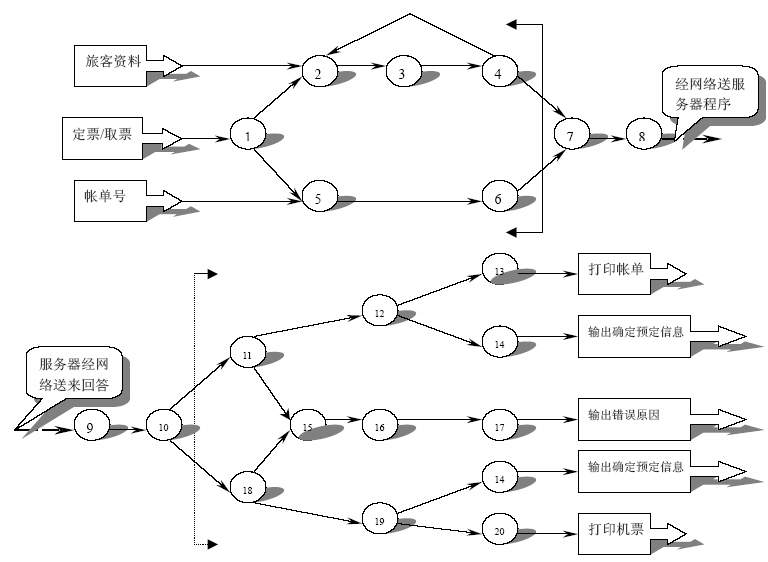 旅客资料
定票/取票
帐单号
1
2
3
4
5
6
7
8
经网络送服
务器程序
服务器经网
络送来回答
9
10
11
12
13
14
15
16
17
18
19
14
20
打印帐单
输出确定预定信息
输出错误原因
输出确定预定信息
打印机票